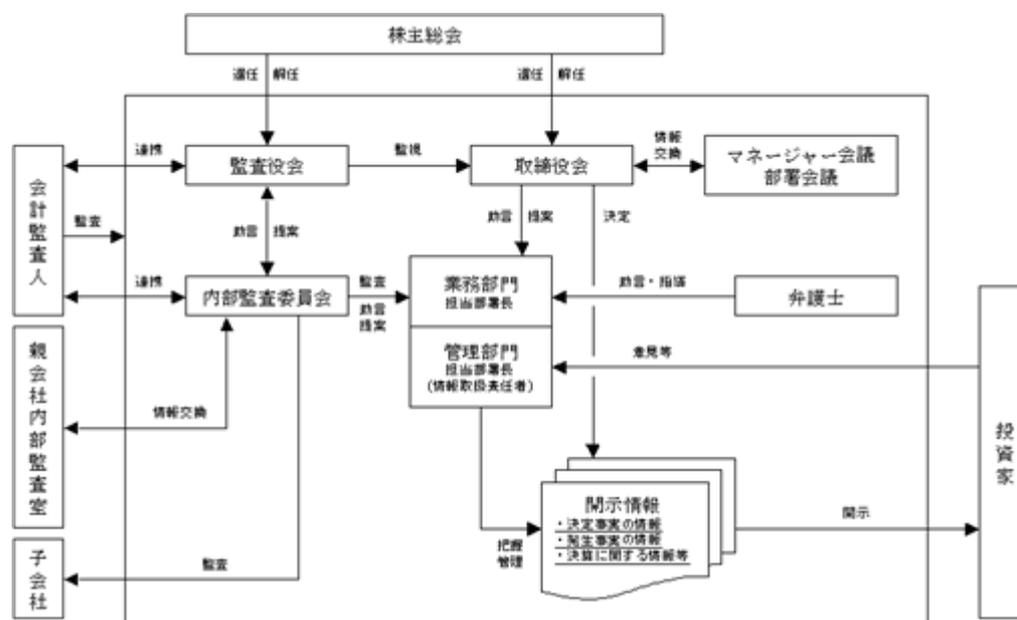 株主総会
選任 解任
選任 解任
会計監査人
連携
監査役会
監視
取締役会
情報
交換
マネージャー会議
部署会議
監査
助言 提案
助言 提案
決定
連携
内部監査委員会
監査
助言
提案
業務部門
担当部署長
助言・指導
弁護士
管理部門
担当部署長
(情報取扱責任者)
意見等
親会社内部監査室
情報交換
投資家
開示情報
・決定事実の情報
・発生事実の情報
・決算に関する情報等
把握
管理
開示
子会社
監査